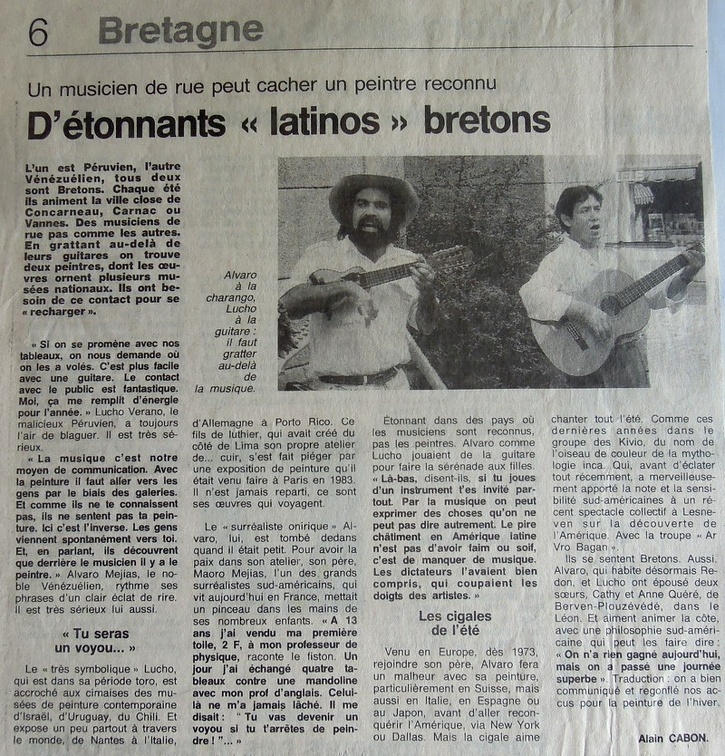 6 Bretagne
Un musicien de rue peut cacher un peintre reconnu
D'étonnants « latinos » bretons
L'un est Péruvien, l'autre
Vénézuélien, tous deux
sont Bretons. Chaque été
ils animent la ville close de
Concarneau, Carnac ou
Vannes. Des musiciens de
rue pas comme les autres.
En grattant au-delà de
leurs guitares on trouve
deux peintres, dont les œu-
vres ornent plusieurs mu-
sées nationaux. Ils ont be-
soin de ce contact pour se
« recharger ».
Alvaro
à la
charango,
Lucho
à la
guitare :
il faut
gratter
au-delà
de
la musique.
« Si on se promène avec nos
tableaux, on nous demande où
on les a volés. C'est plus facile
avec une guitare. Le contact
avec le public est fantastique.
Moi, ça me remplit d'énergie
pour l'année. » Lucho Verano, le
malicieux Péruvien, a toujours
l'air de blaguer. Il est très sé-
rieux.
« La musique c'est notre
moyen de communication. Avec
la peinture il faut aller vers les
gens par le biais des galeries.
Et comme ils ne te connaissent
pas, ils ne sentent pas ta pein-
ture. Ici c'est l'inverse. Les gens
viennent spontanément vers toi.
Et, en parlant, ils découvrent
que derrière le musicien il y a le
peintre. » Alvaro Mejias, le no-
ble Vénézuélien, rythme ses
phrases d'un clair éclat de rire.
Il est très sérieux lui aussi.
« Tu seras
un voyou... »
Le « très symbolique » Lucho,
qui est dans sa période toro, est
accroché aux cimaises des mu-
sées de peinture contemporaine
d'Israël, d'Uruguay, du Chili. Et
expose un peu partout à travers
le monde, de Nantes à l'Italie,
d'Allemagne à Porto Rico. Ce
fils de luthier, qui avait créé du
côté de Lima son propre atelier
de... cuir, s'est fait piéger par
une exposition de peinture qu'il
était venu faire à Paris en 1983.
Il n'est jamais reparti, ce sont
ses œuvres qui voyagent.
Le « surréaliste onirique » Al-
varo, lui, est tombé dedans
quand il était petit. Pour avoir la
paix dans son atelier, son père,
Maoro Mejias, l'un des grands
surréalistes sud-américains, qui
vit aujourd'hui en France, mettait
un pinceau dans les mains de
ses nombreux enfants. « A 13
ans j'ai vendu ma première
toile, 2 F, à mon professeur de
physique, raconte le fiston. Un
jour j'ai échangé quatre ta-
bleaux contre une mandoline
avec mon prof d'anglais. Celui-
là ne m'a jamais lâché. Il me
disait : " Tu vas devenir un
voyou si tu t'arrêtes de pein-
dre ! "... »
Étonnant dans des pays où
les musiciens sont reconnus,
pas les peintres. Alvaro comme
Lucho jouaient de la guitare
pour faire la sérénade aux filles.
« Là-bas, disent-ils, si tu joues
d'un instrument t'es invité par-
tout. Par la musique on peut
exprimer des choses qu'on ne
peut pas dire autrement. Le pire
châtiment en Amérique latine
n'est pas d'avoir faim ou soif,
c'est de manquer de musique.
Les dictateurs l'avaient bien
compris, qui coupaient les
doigts des artistes. »
Les cigales
de l'été
Venu en Europe, dès 1973,
rejoindre son père, Alvaro fera
un malheur avec sa peinture,
particulièrement en Suisse, mais
aussi en Italie, en Espagne ou
au Japon, avant d'aller recon-
quérir l'Amérique, via New York
ou Dallas. Mais la cigale aime
chanter tout l'été. Comme ces
dernières années dans le
groupe des Kivio, du nom de
l'oiseau de couleur de la mytho-
logie inca. Qui, avant d'éclater
tout récemment, a merveilleuse-
ment apporté la note et la sensi-
bilité sud-américaines à un ré-
cent spectacle collectif à Lesne-
ven sur la découverte de
l'Amérique. Avec la troupe « Ar
Vro Bagan ».
Ils se sentent Bretons. Aussi.
Alvaro, qui habite désormais Re-
don, et Lucho ont épousé deux
sœurs, Cathy et Anne Quéré, de
Berven-Plouzévédé, dans le
Léon. Et aiment animer la côte,
avec une philosophie sud-améri-
caine qui peut les faire dire :
« On n'a rien gagné aujourd'hui,
mais on a passé une journée
superbe ». Traduction : on a bien
communiqué et regonflé nos ac-
cus pour la peinture de l'hiver.
Alain CABON.